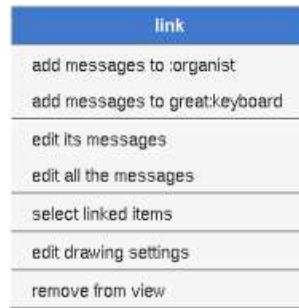 link
add messages to :organist
add messages to great:keyboard
edit its messages
edit all the messages
select linked items
edit drawing settings
remove from view